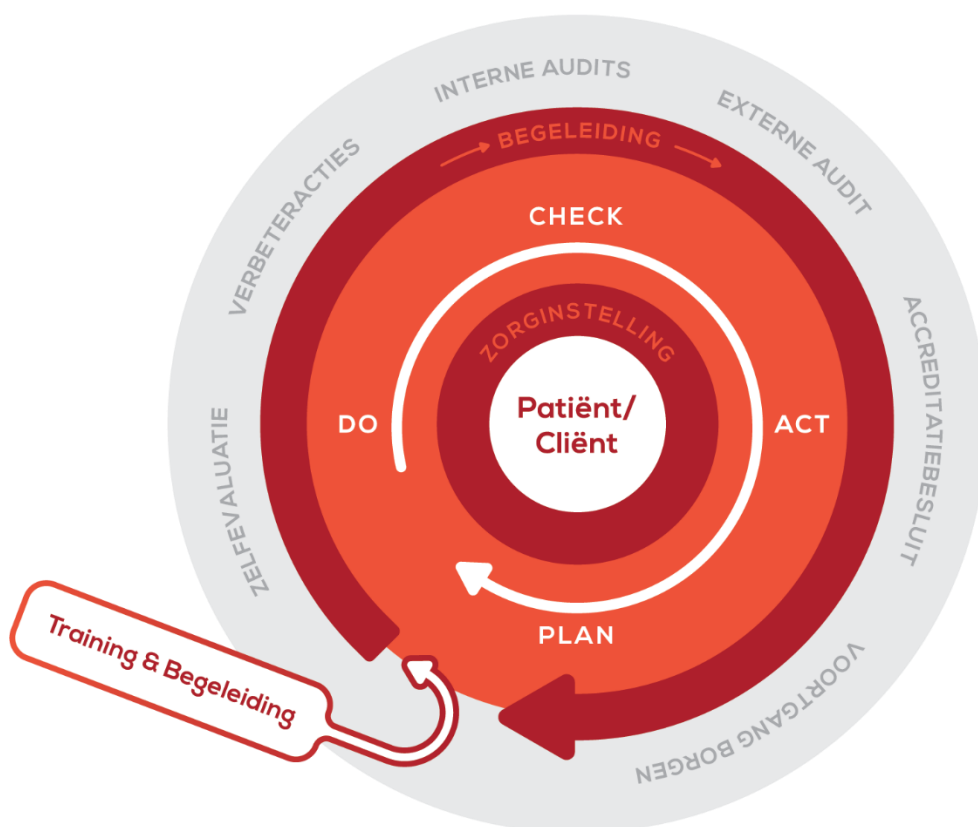 INTERNE AUDITS
EXTERNE AUDIT
ACCREDITATIEBESLUIT
VOORTGANG BORGEN
ZELFEVALUATIE
VERBETERACTIES
BEGELEIDING
CHECK
ACT
PLAN
DO
ZORGINSTELLING
Patiënt/
Cliënt
Training & Begeleiding